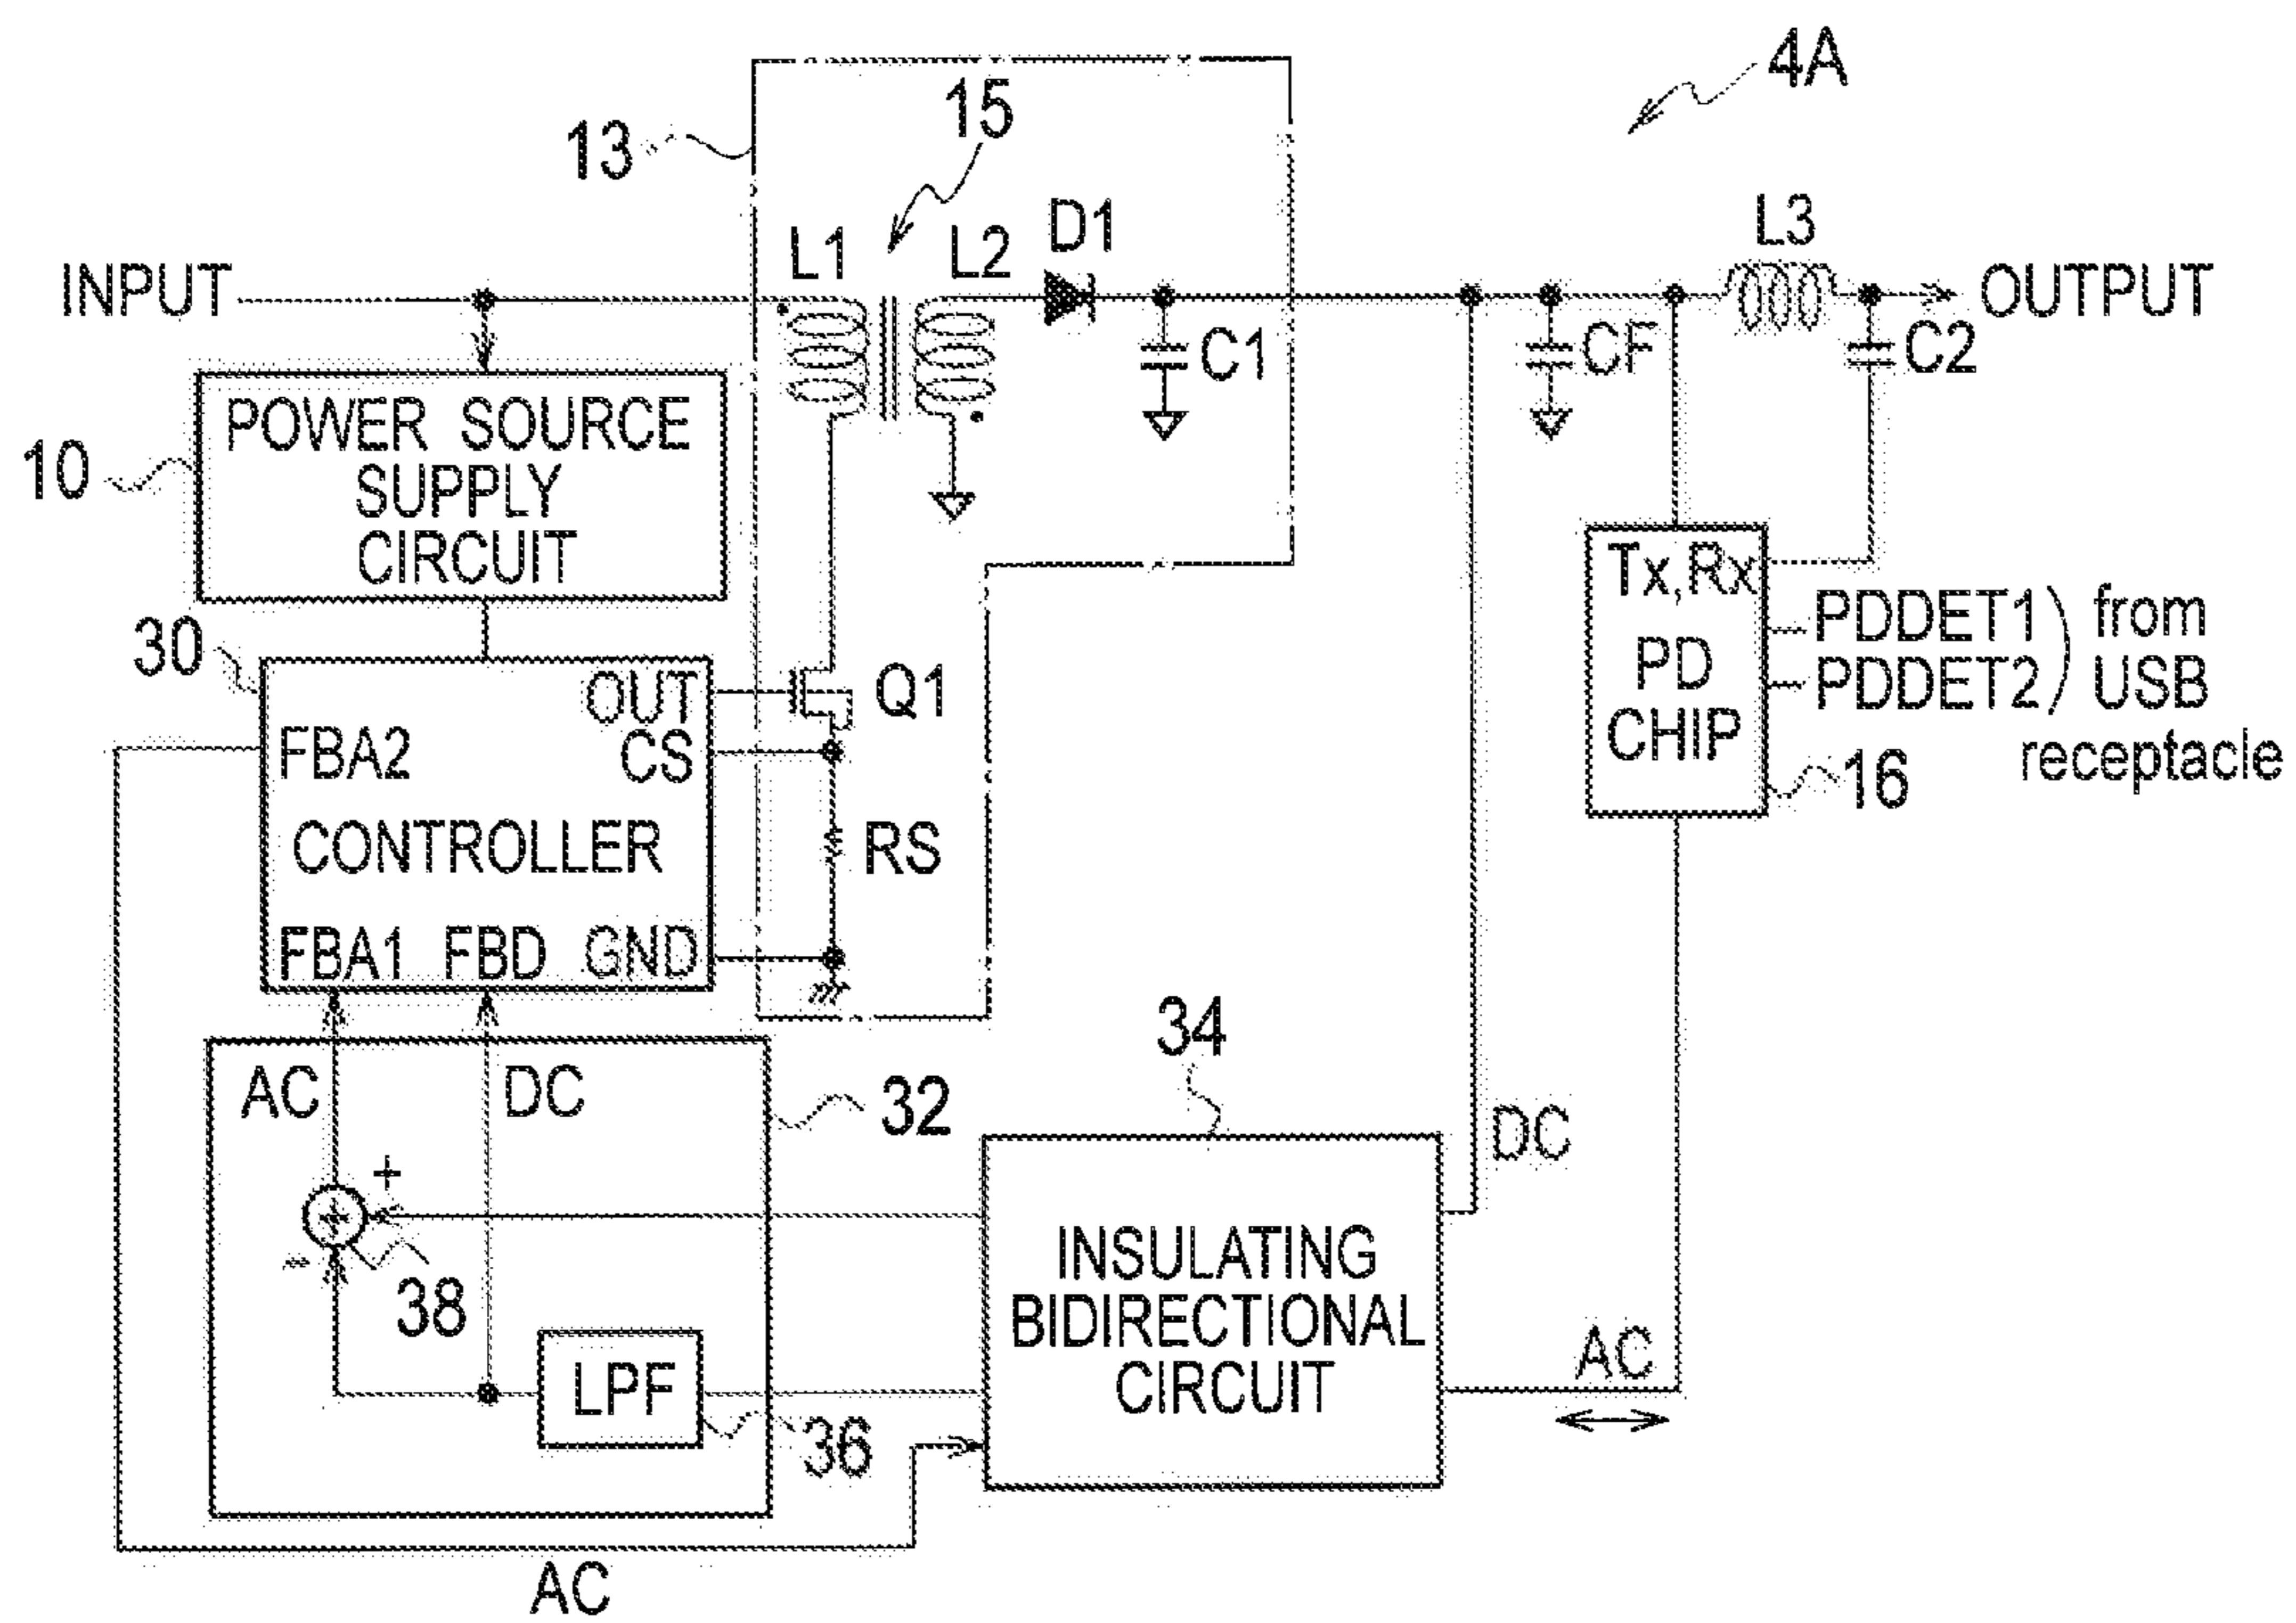 4A
13
15
L1
L2
D1
L3
INPUT
OUTPUT
C1
CF
C2
10
POWER SOURCE
SUPPLY
CIRCUIT
Tx, Rx
PD
CHIP
PDDET1
PDDET2
from
USB
receptacle
16
30
OUT
Q1
FBA2
CS
CONTROLLER
RS
FBA1 FBD GND
34
AC
DC
32
DC
+
-
38
INSULATING
BIDIRECTIONAL
CIRCUIT
AC
LPF
36
AC